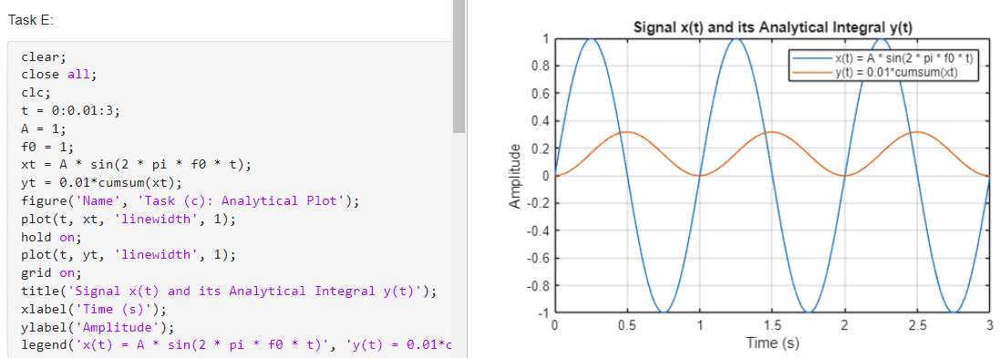 Task E:
clear;
close all;
clc;
t = 0:0.01:3;
A = 1;
f0 = 1;
xt = A * sin(2 * pi * f0 * t);
yt = 0.01*cumsum(xt);
figure('Name', 'Task (c): Analytical Plot');
plot(t, xt, 'linewidth', 1);
hold on;
plot(t, yt, 'linewidth', 1);
grid on;
title('Signal x(t) and its Analytical Integral y(t)');
xlabel('Time (s)');
ylabel('Amplitude');
legend('x(t) = A * sin(2 * pi * f0 * t)', 'y(t) = 0.01*c
Signal x(t) and its Analytical Integral y(t)
x(t) = A * sin(2 * pi * f0 * t)
y(t) = 0.01*cumsum(xt)
Amplitude
1
0.8
0.6
0.4
0.2
0
-0.2
-0.4
-0.6
-0.8
-1
0 0.5 1 1.5 2 2.5 3
Time (s)